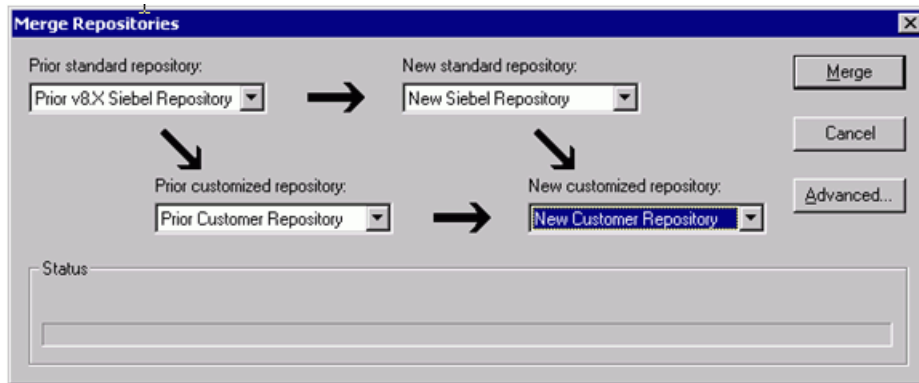 Merge Repositories
Prior standard repository:
New standard repository:
Merge
Prior v8.X Siebel Repository
New Siebel Repository
Cancel
Prior customized repository:
New customized repository:
Advanced...
Prior Customer Repository
New Customer Repository
Status